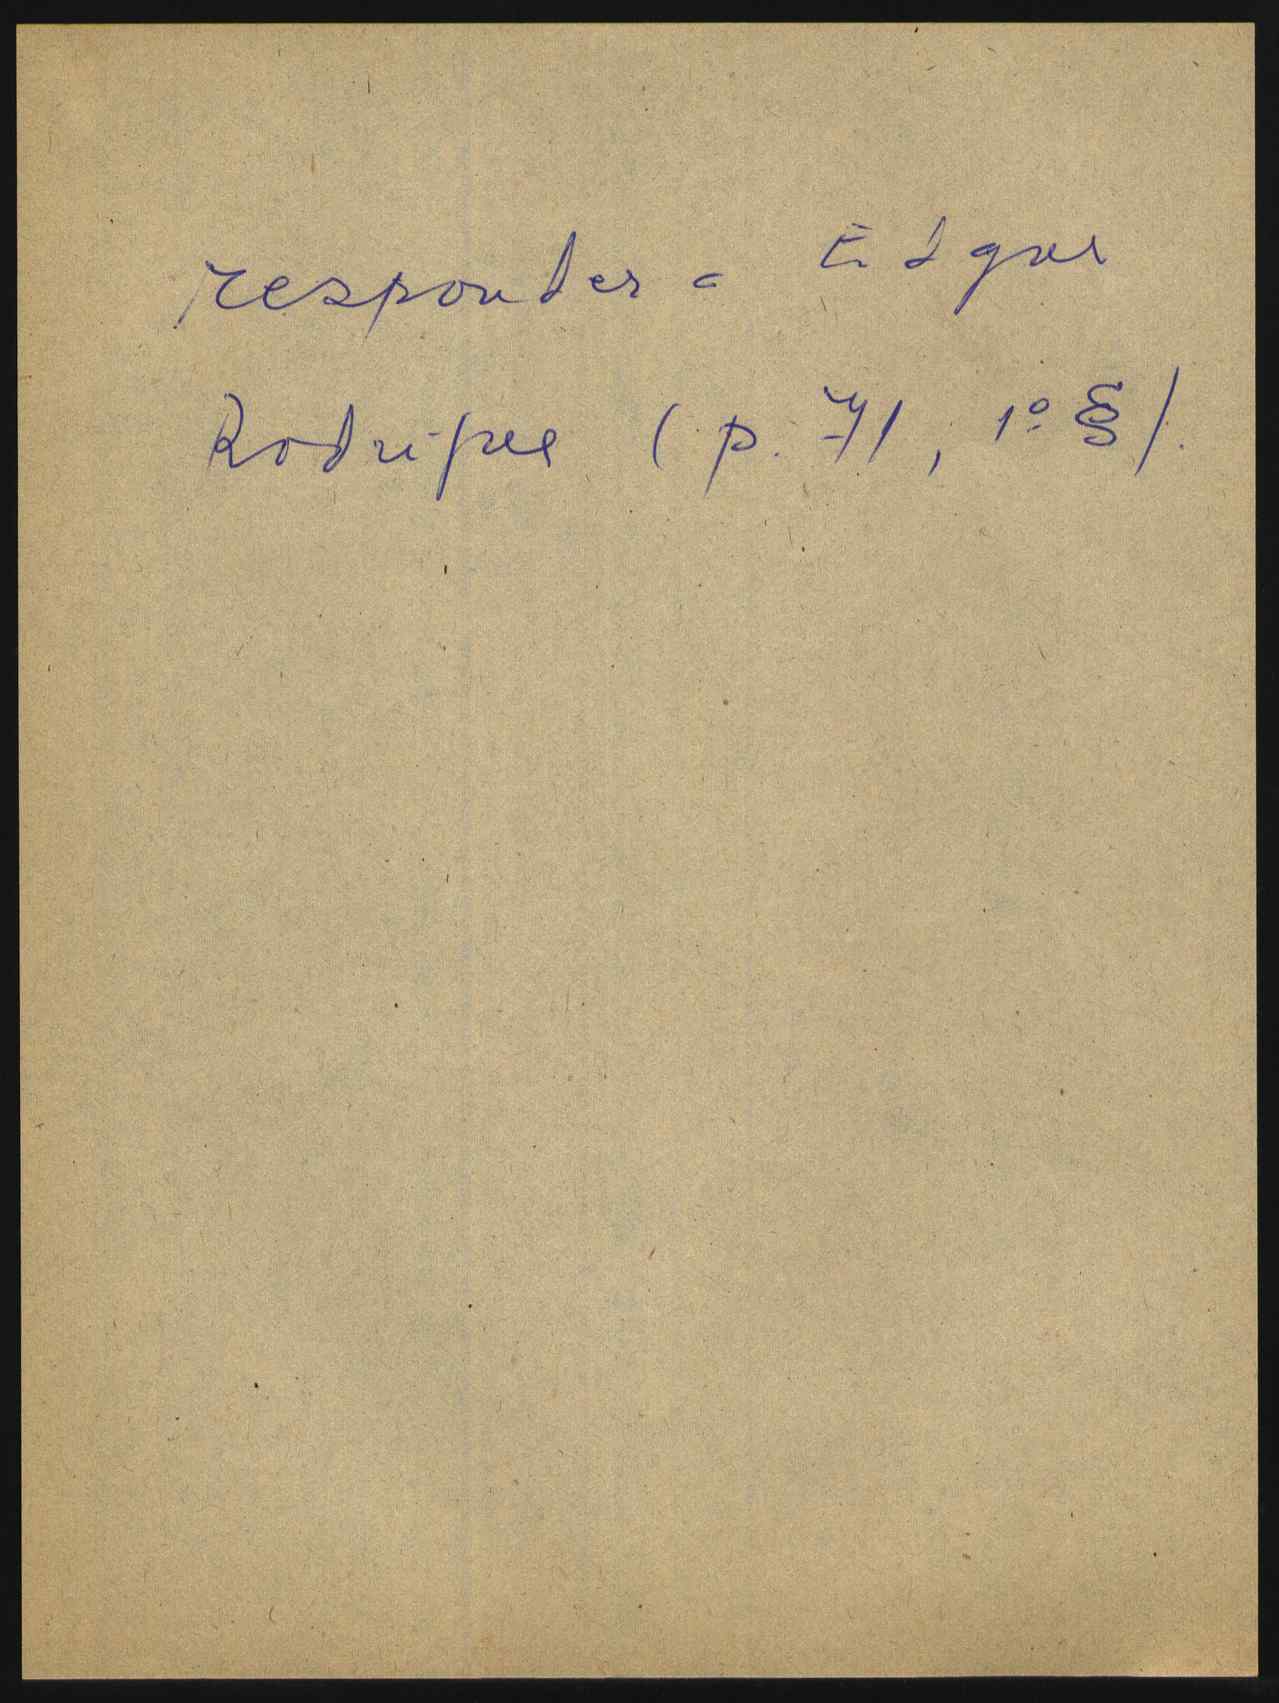 responder a Edgar
Rodrigues (p. 71, 1º §).